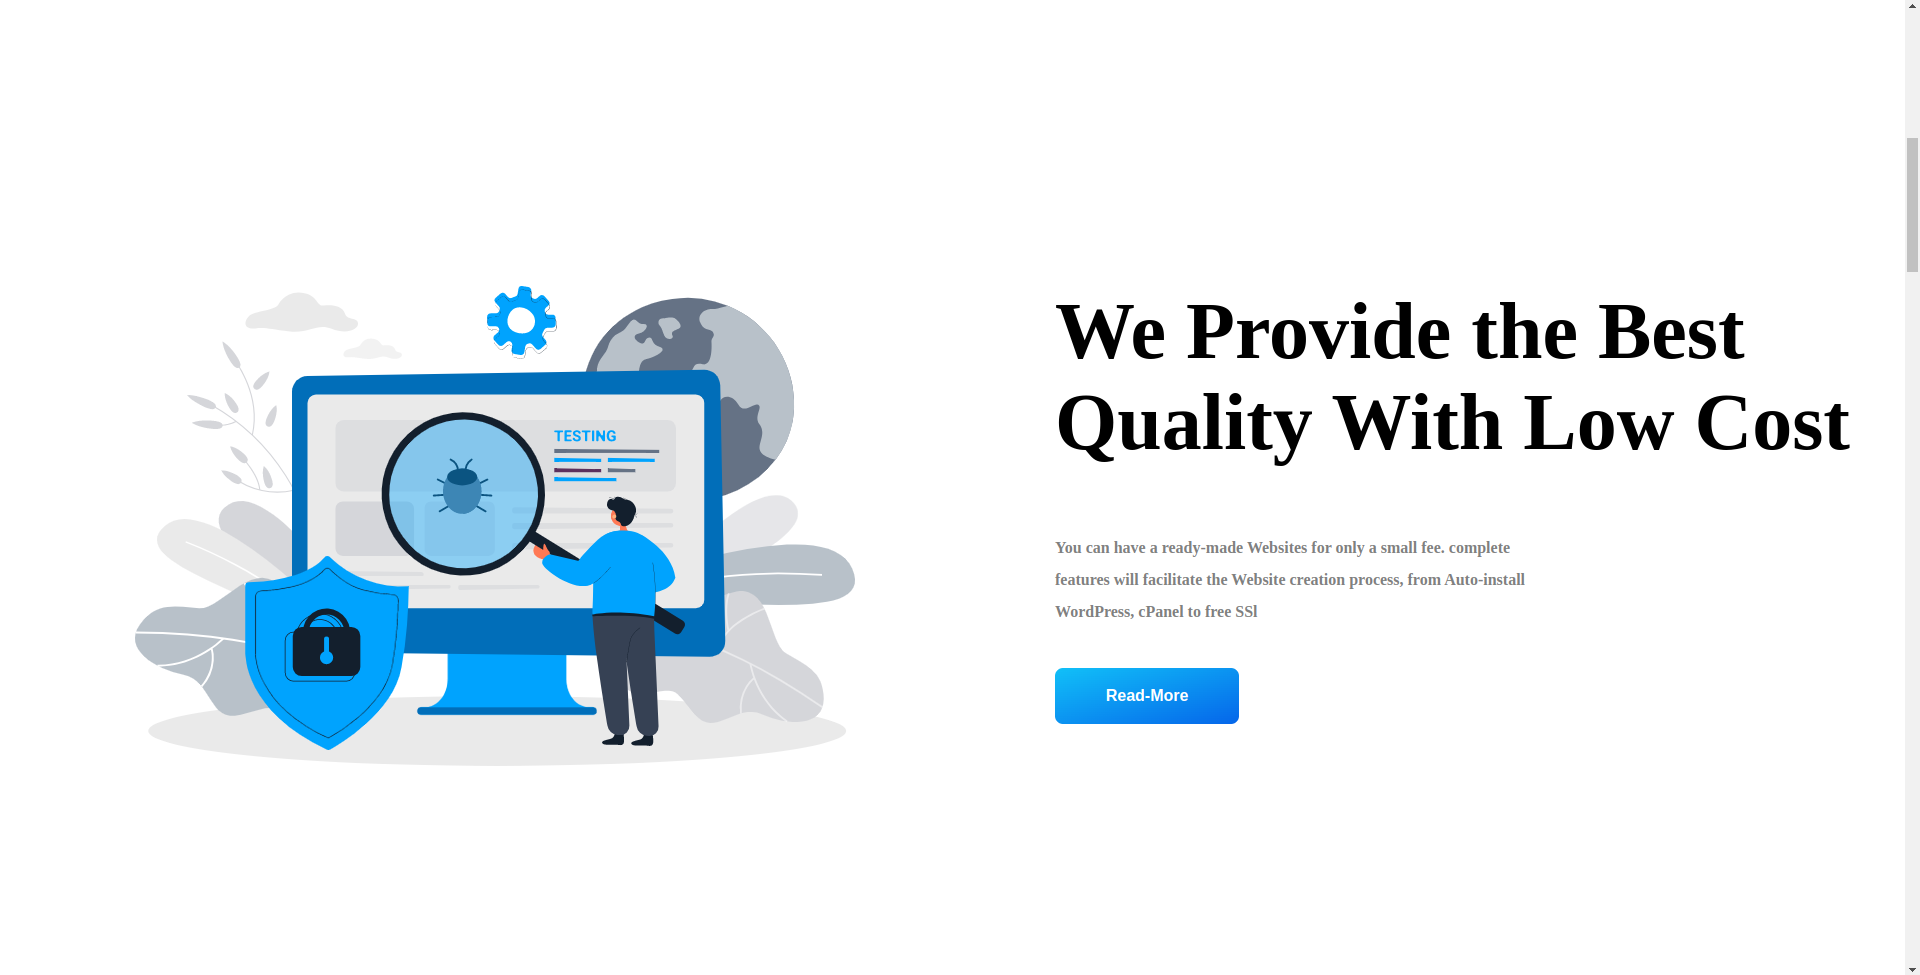 TESTING
We Provide the Best
Quality With Low Cost
You can have a ready-made Websites for only a small fee. complete
features will facilitate the Website creation process, from Auto-install
WordPress, cPanel to free SSl
Read-More